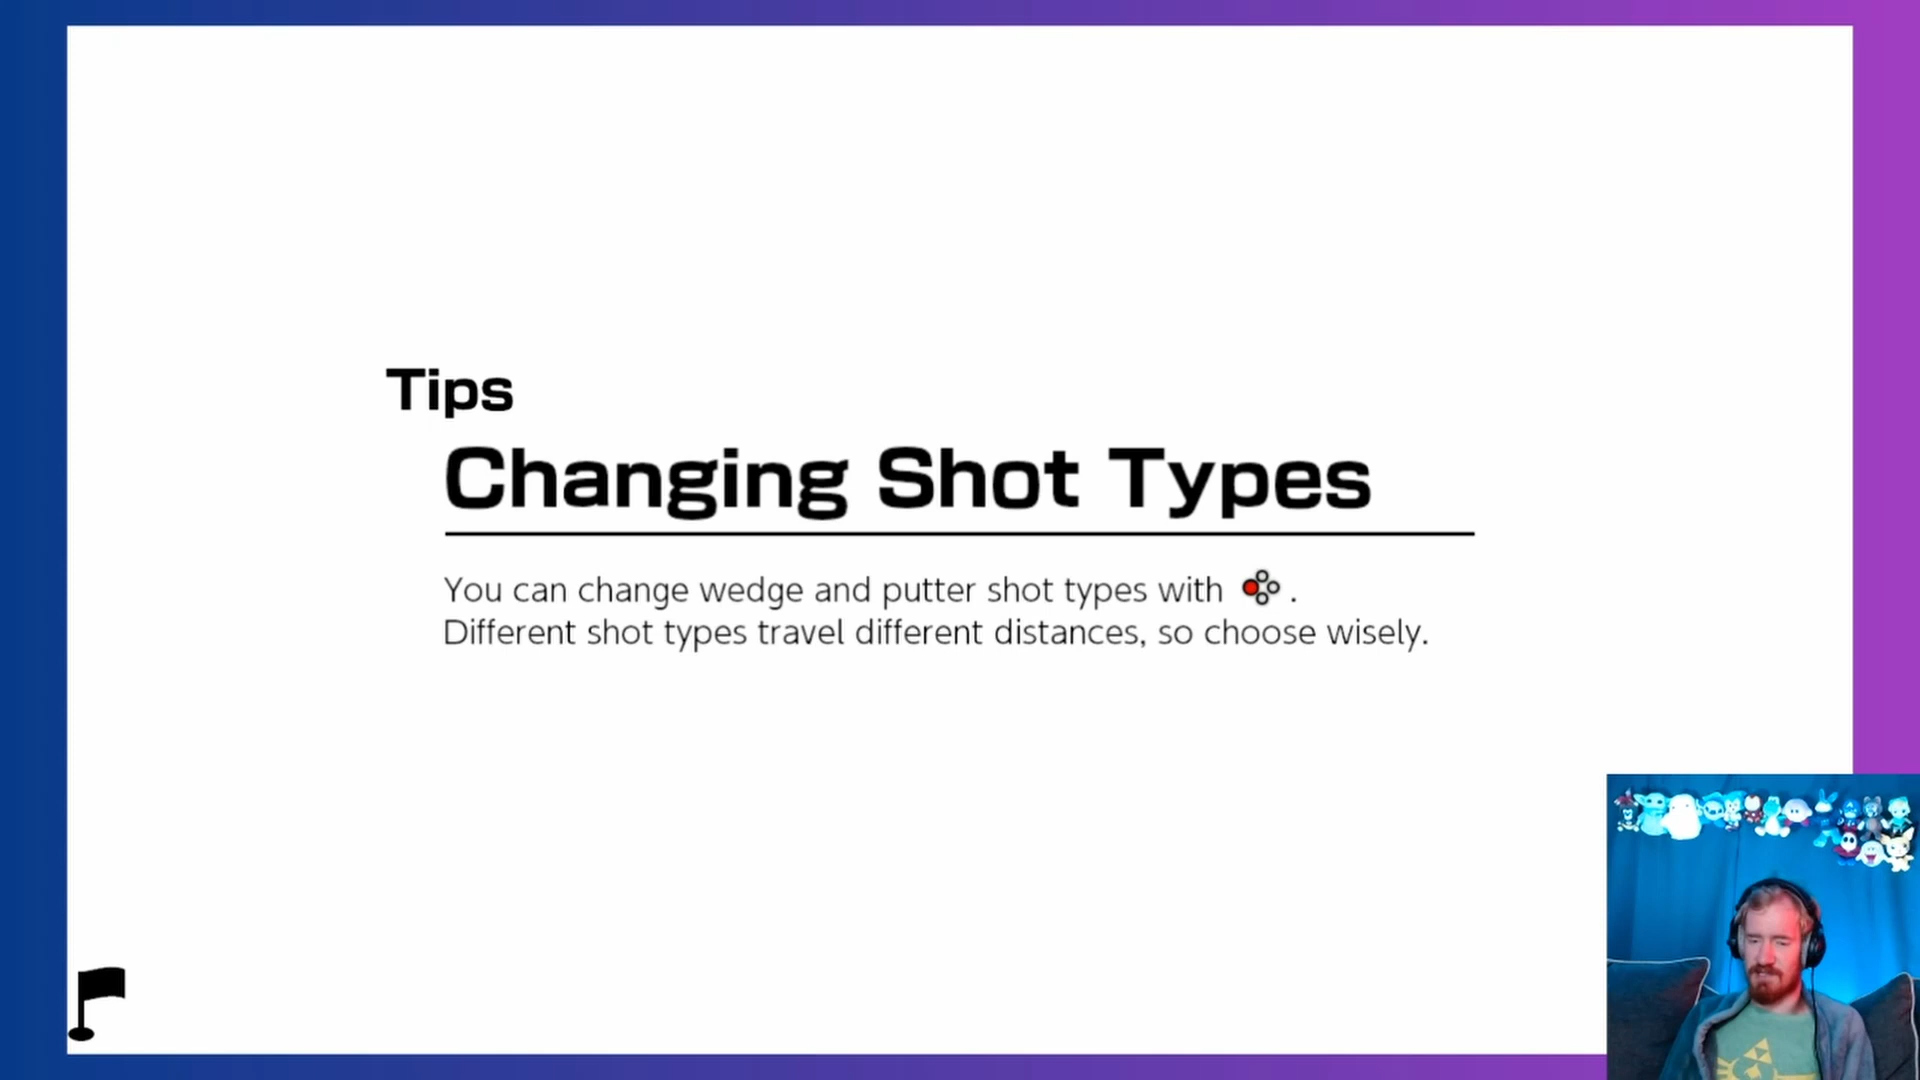 Tips
Changing Shot Types
You can change wedge and putter shot types with .
Different shot types travel different distances, so choose wisely.